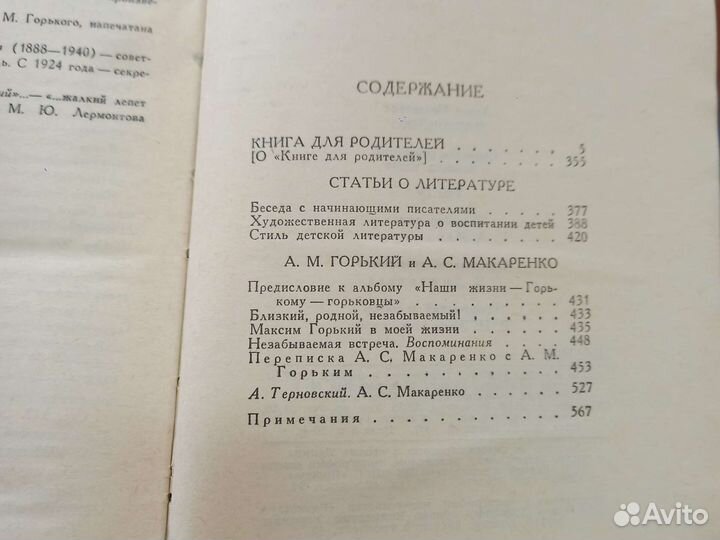 М. Горького, напечатана
(1888—1940) — совет-
ь. С 1924 года — секре-
ий»...— «...жалкий лепет
М. Ю. Лермонтова
СОДЕРЖАНИЕ
КНИГА ДЛЯ РОДИТЕЛЕЙ . . . . . . . 5
[О «Книге для родителей»] . . . . . . . . 355
СТАТЬИ О ЛИТЕРАТУРЕ
Беседа с начинающими писателями . . . . . 377
Художественная литература о воспитании детей 388
Стиль детской литературы . . . . . . . . 420
А. М. ГОРЬКИЙ и А. С. МАКАРЕНКО
Предисловие к альбому «Наши жизни — Горь-
кому — горьковцы» . . . . . . . . . 431
Близкий, родной, незабываемый! . . . . . . 433
Максим Горький в моей жизни . . . . . . 435
Незабываемая встреча. Воспоминания . . . . 448
Переписка А. С. Макаренко с А. М.
Горьким . . . . . . . . . . . 453
А. Терновский. А. С. Макаренко . . . . . . 527
Примечания . . . . . . . . . . . 567
Avito